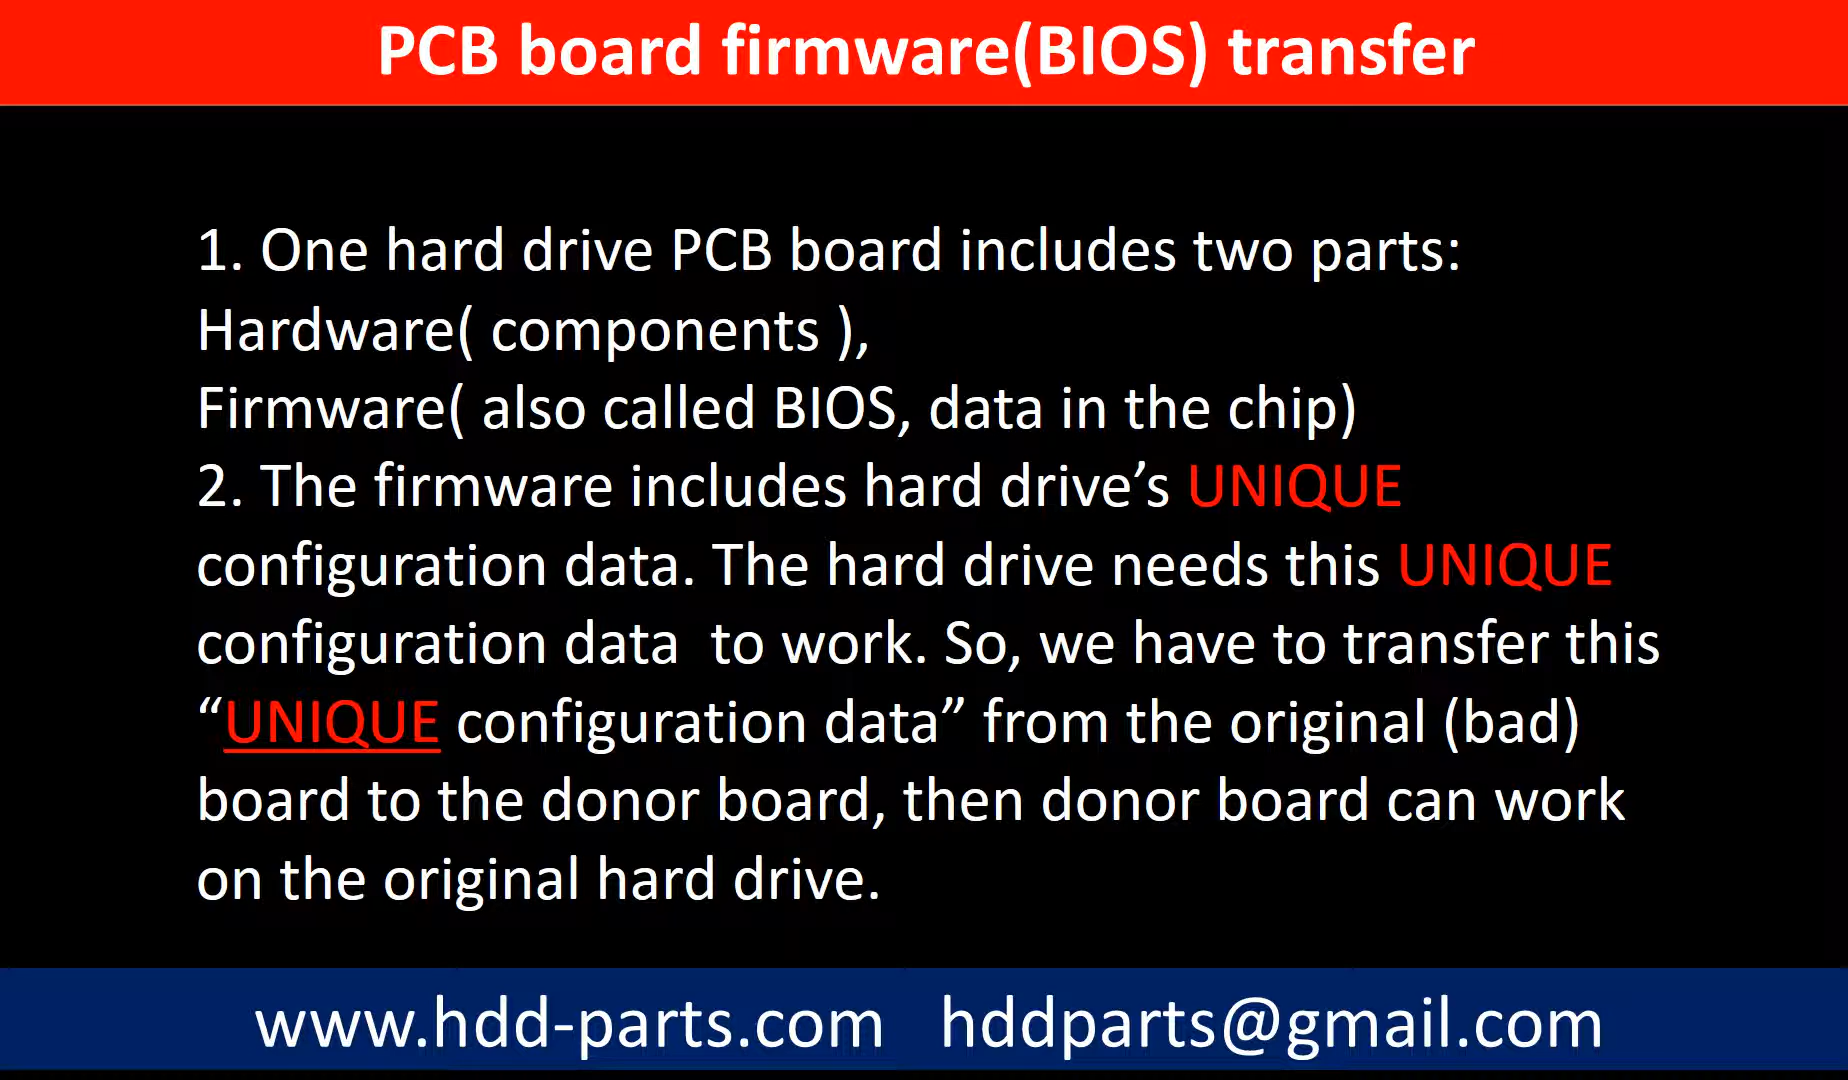 PCB board firmware(BIOS) transfer
1. One hard drive PCB board includes two parts:
Hardware( components ),
Firmware( also called BIOS, data in the chip)
2. The firmware includes hard drive’s UNIQUE
configuration data. The hard drive needs this UNIQUE
configuration data  to work. So, we have to transfer this
“UNIQUE configuration data” from the original (bad)
board to the donor board, then donor board can work
on the original hard drive.
www.hdd-parts.com   hddparts@gmail.com